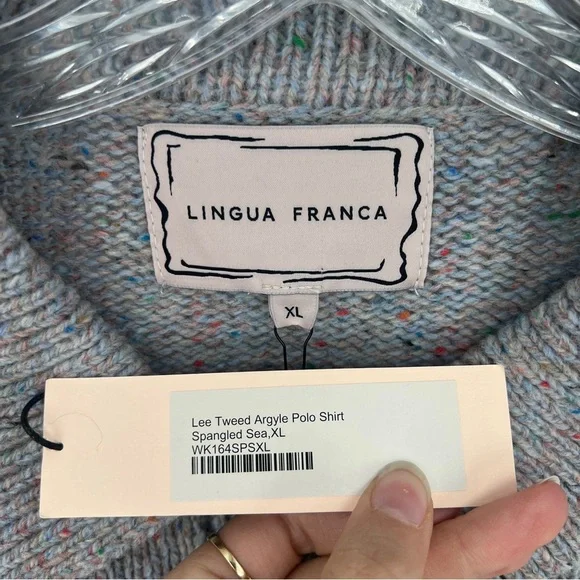 LINGUA FRANCA
XL
Lee Tweed Argyle Polo Shirt
Spangled Sea,XL
WK164SPSXL